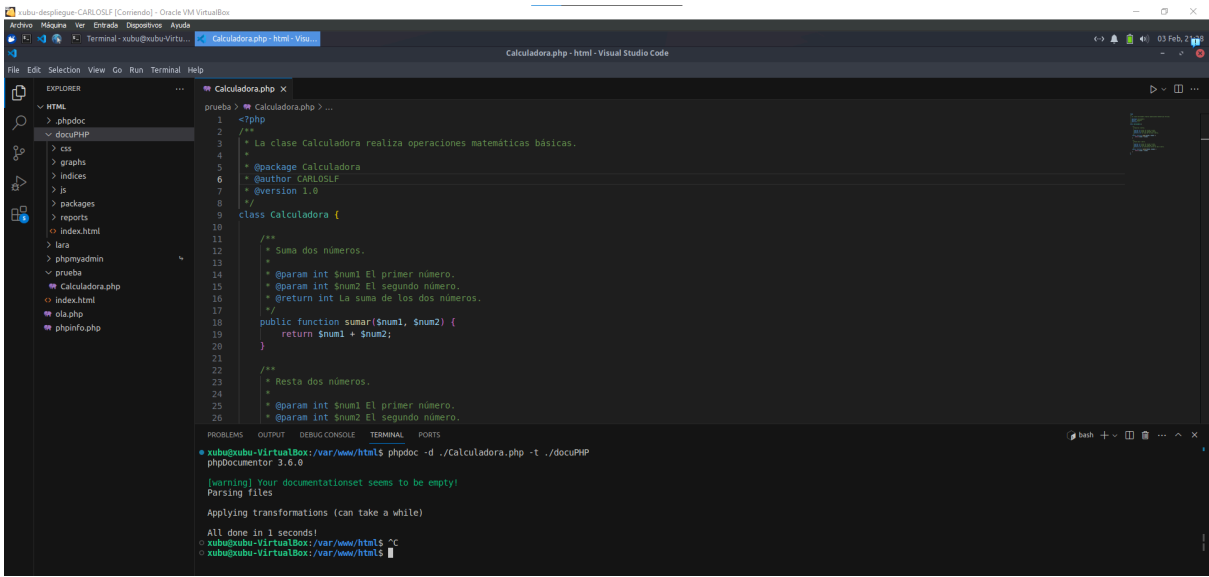 xubu-despliegue-CARLOSLF [Corriendo] - Oracle VM VirtualBox
Archivo Máquina Ver Entrada Dispositivos Ayuda
Terminal - xubu@xubu-Virtu... Calculadora.php - html - Visu... 03 Feb,
Calculadora.php - html - Visual Studio Code
File Edit Selection View Go Run Terminal Help
EXPLORER ...
HTML
> .phpdoc
docuPHP
> css
> graphs
> indices
> js
> packages
> reports
<> index.html
> lara
> phpmyadmin
prueba
Calculadora.php
<> index.html
ola.php
phpinfo.php
Calculadora.php ×
prueba > Calculadora.php > ...
1 <?php
2 /**
3 * La clase Calculadora realiza operaciones matemáticas básicas.
4 *
5 * @package Calculadora
6 * @author CARLOSLF
7 * @version 1.0
8 */
9 class Calculadora {
10
11 /**
12 * Suma dos números.
13 *
14 * @param int $num1 El primer número.
15 * @param int $num2 El segundo número.
16 * @return int La suma de los dos números.
17 */
18 public function sumar($num1, $num2) {
19 return $num1 + $num2;
20 }
21
22 /**
23 * Resta dos números.
24 *
25 * @param int $num1 El primer número.
26 * @param int $num2 El segundo número.
PROBLEMS OUTPUT DEBUG CONSOLE TERMINAL PORTS bash
xubu@xubu-VirtualBox:/var/www/html$ phpdoc -d ./Calculadora.php -t ./docuPHP
phpDocumentor 3.6.0
[warning] Your documentationset seems to be empty!
Parsing files
Applying transformations (can take a while)
All done in 1 seconds!
xubu@xubu-VirtualBox:/var/www/html$ ^C
xubu@xubu-VirtualBox:/var/www/html$